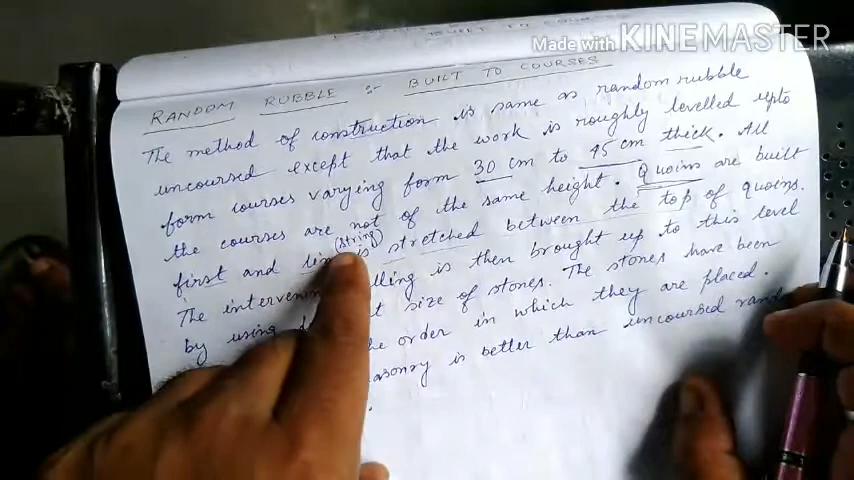 Made with KINEMASTER
RANDOM RUBBLE :- BUILT TO COURSES
The method of construction is same as random rubble
uncoursed except that the work is roughly levelled upto
form courses varying form 30 cm to 45 cm thick. All
the courses are not of the same height. Quoins are built
(string)
first and is stretched between the top of quoins.
The walling is then brought up to this level
by using size of stones. The stones have been
order in which they are placed.
masonry is better than uncoursed